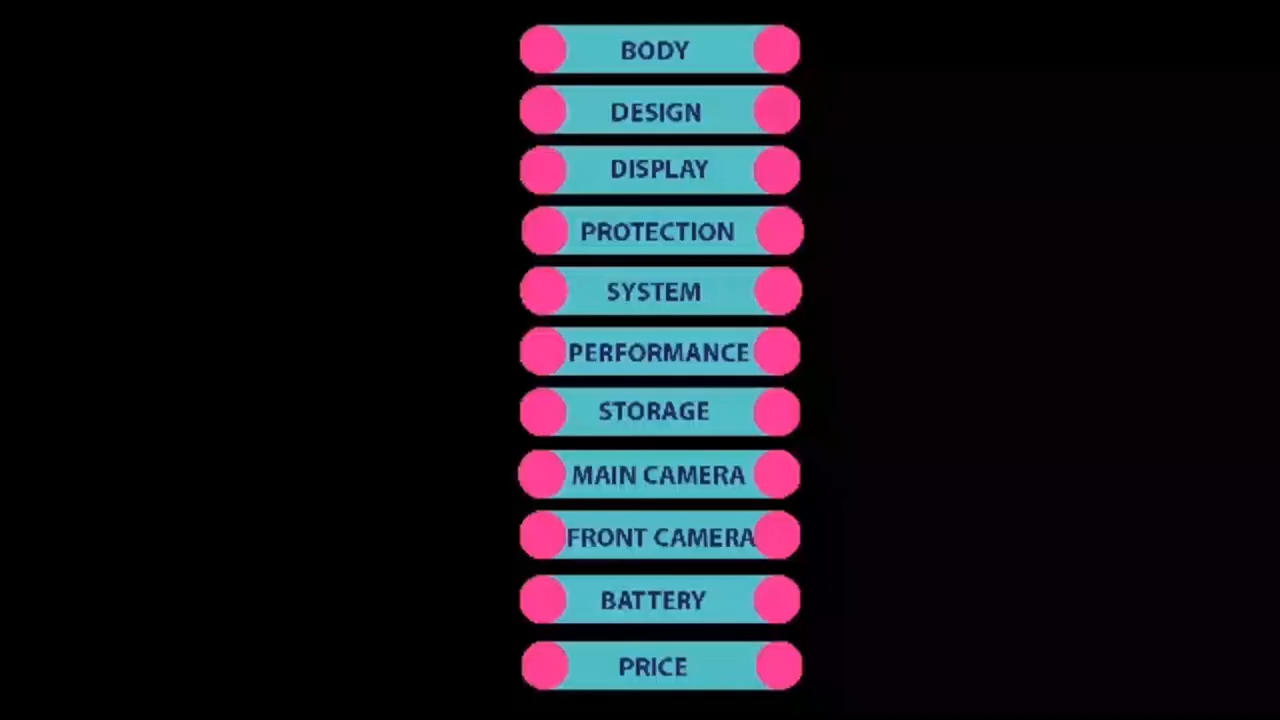 BODY
DESIGN
DISPLAY
PROTECTION
SYSTEM
PERFORMANCE
STORAGE
MAIN CAMERA
FRONT CAMERA
BATTERY
PRICE